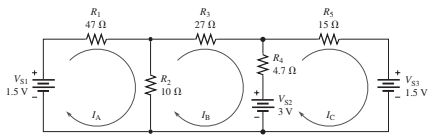 R1
47 Ω
R3
27 Ω
R5
15 Ω
R4
4.7 Ω
R2
10 Ω
+
VS1
1.5 V
−
+
VS2
3 V
−
+
VS3
1.5 V
−
IA
IB
IC